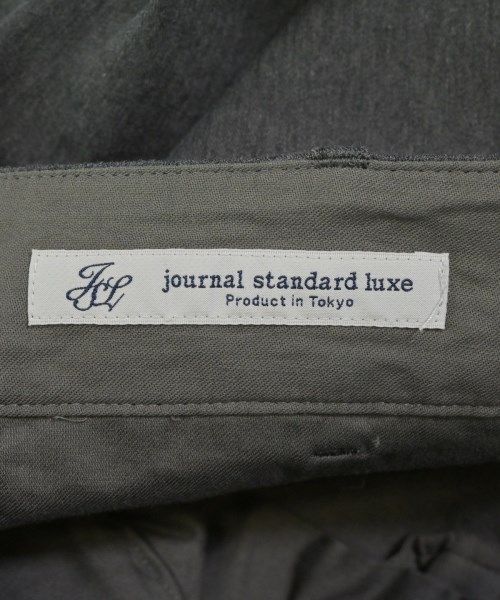 JSL
journal standard luxe
Product in Tokyo